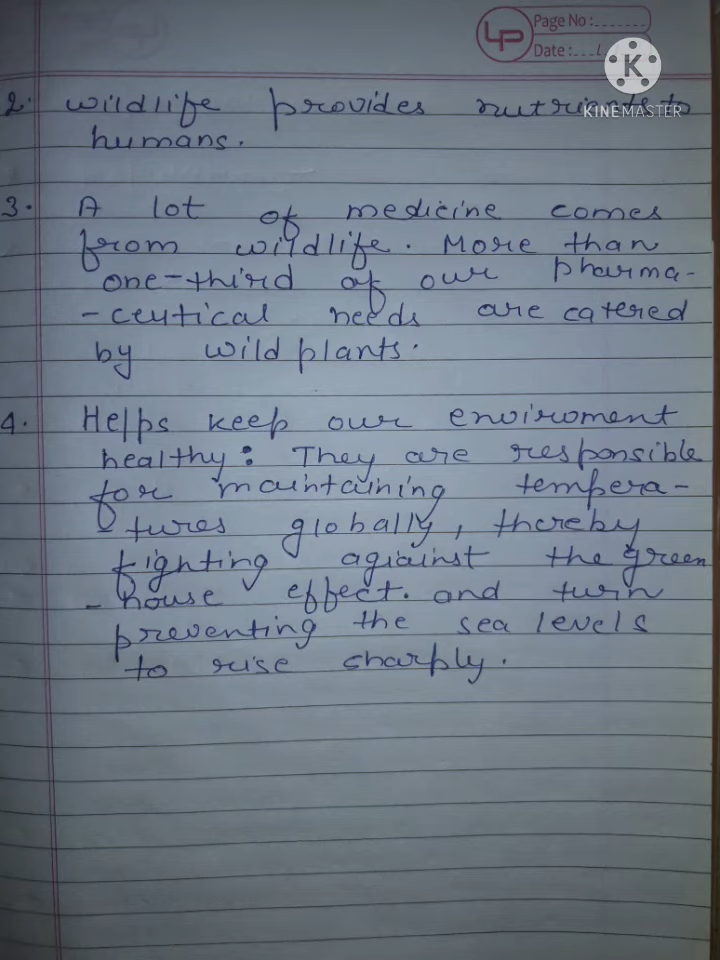 LP
Page No:.......
Date:...1
K
KINEMASTER
2. wildlife provides nutrients to
humans.
3. A lot of medicine comes
from wildlife. More than
one-third of our pharma-
-ceutical needs are catered
by wild plants.
4. Helps keep our enviroment
healthy: They are responsible
for maintaining tempera-
-tures globally, thereby
fighting agiainst the green
-house effect. and turn
preventing the sea levels
to rise sharply.